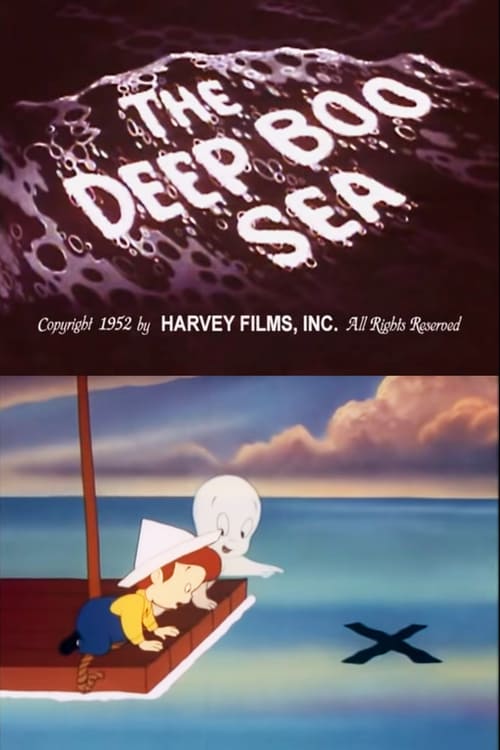 THE
DEEP BOO
SEA
Copyright 1952 by HARVEY FILMS, INC. All Rights Reserved
X